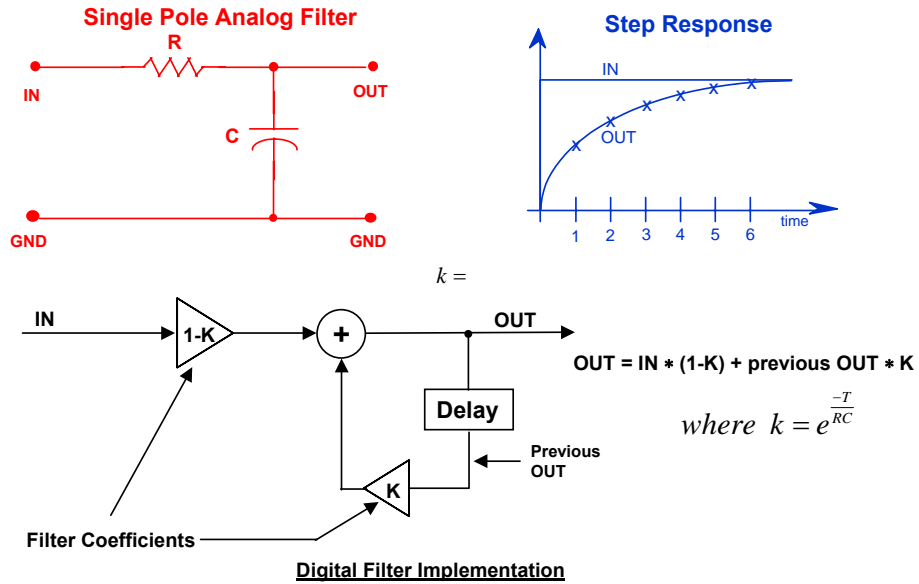 Single Pole Analog Filter
R
IN
OUT
C
GND
GND
Step Response
IN
OUT
time
1 2 3 4 5 6
k =
IN
1-K
+
OUT
OUT = IN * (1-K) + previous OUT * K
Delay
where k = e^{\frac{-T}{RC}}
Previous
OUT
K
Filter Coefficients
Digital Filter Implementation